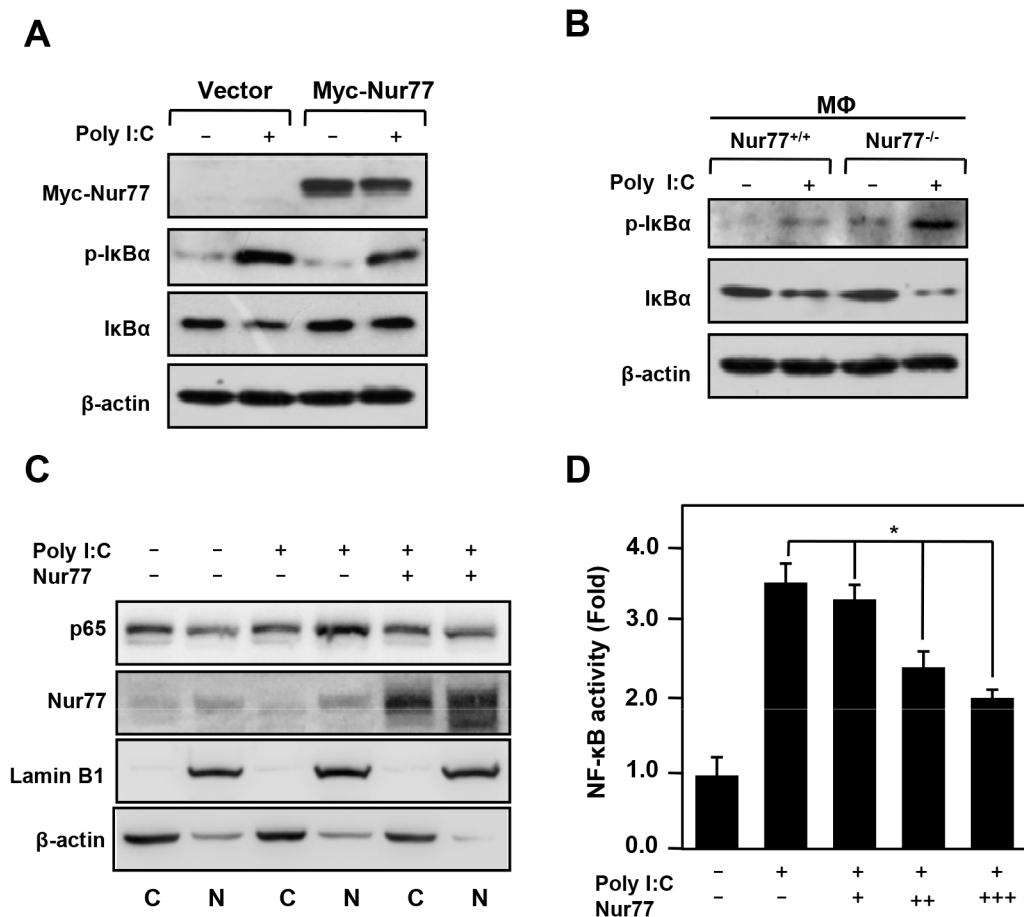 A
Vector Myc-Nur77
Poly I:C − + − +
Myc-Nur77
p-IκBα
IκBα
β-actin
B
MΦ
Nur77+/+ Nur77-/-
Poly I:C − + − +
p-IκBα
IκBα
β-actin
C
Poly I:C − − + + + +
Nur77 − − − − + +
p65
Nur77
Lamin B1
β-actin
C N C N C N
D
NF-κB activity (Fold)
*
4.0
3.0
2.0
1.0
0.0
Poly I:C − + + + +
Nur77 − − + ++ +++